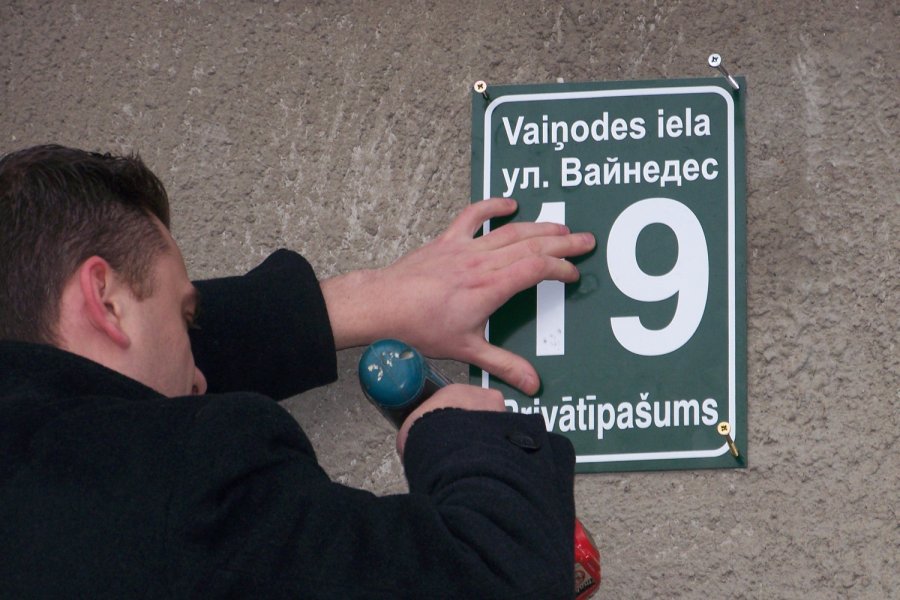 Vaiņodes iela
ул. Вайнедес
19
Privātīpašums